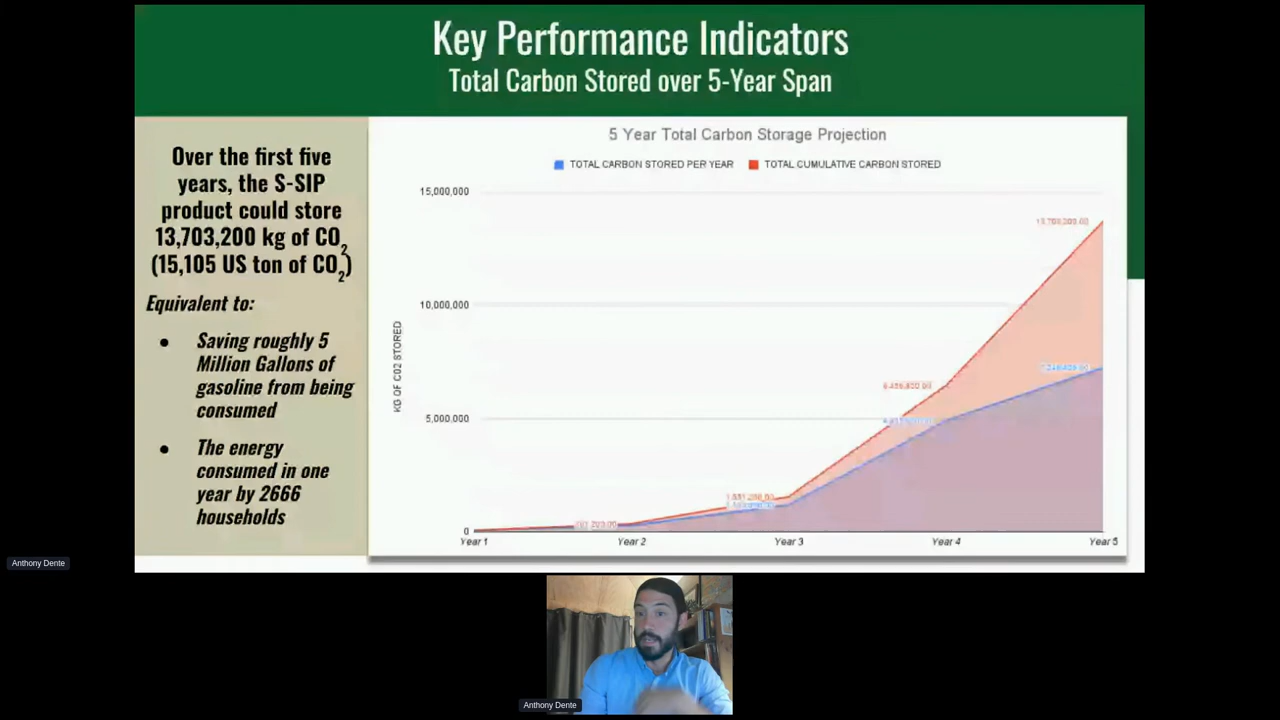 Key Performance Indicators
Total Carbon Stored over 5-Year Span
Over the first five
years, the S-SIP
product could store
13,703,200 kg of CO2
(15,105 US ton of CO2)
Equivalent to:
● Saving roughly 5
Million Gallons of
gasoline from being
consumed
● The energy
consumed in one
year by 2666
households
5 Year Total Carbon Storage Projection
TOTAL CARBON STORED PER YEAR
TOTAL CUMULATIVE CARBON STORED
KG OF C02 STORED
15,000,000
10,000,000
5,000,000
0
Year 1
Year 2
Year 3
Year 4
Year 5
Anthony Dente
Anthony Dente